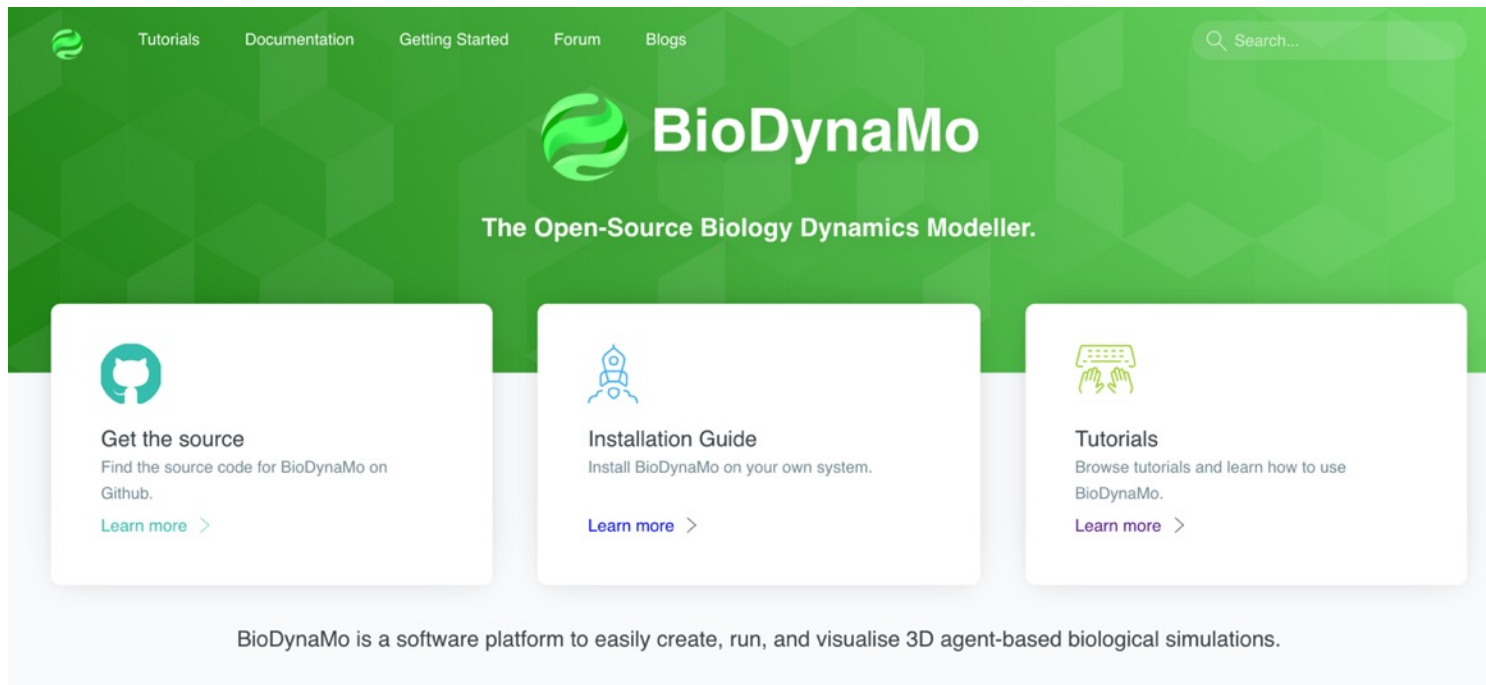 Tutorials Documentation Getting Started Forum Blogs Search...
BioDynaMo
The Open-Source Biology Dynamics Modeller.
Get the source
Find the source code for BioDynaMo on
Github.
Learn more
Installation Guide
Install BioDynaMo on your own system.
Learn more
Tutorials
Browse tutorials and learn how to use
BioDynaMo.
Learn more
BioDynaMo is a software platform to easily create, run, and visualise 3D agent-based biological simulations.